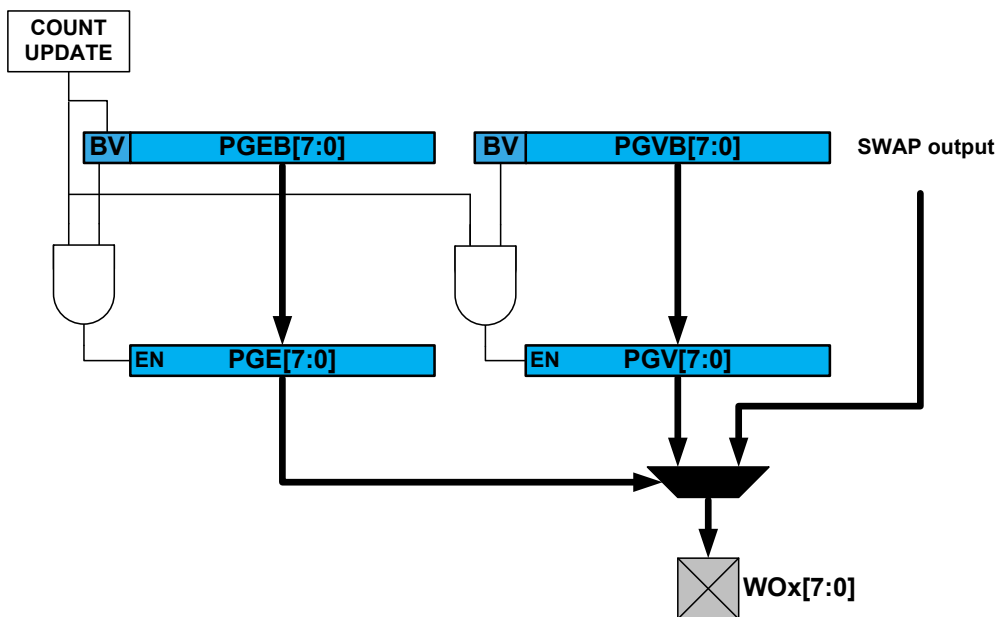 COUNT
UPDATE
BV PGEB[7:0] BV PGVB[7:0] SWAP output
EN PGE[7:0] EN PGV[7:0]
WOx[7:0]